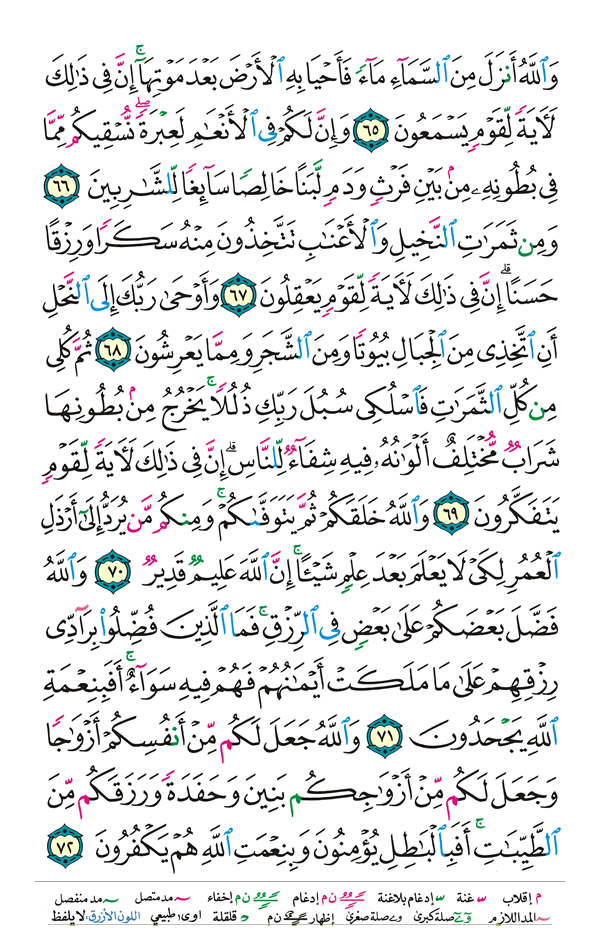 وَٱللَّهُ أَنزَلَ مِنَ ٱلسَّمَآءِ مَآءً فَأَحۡيَا بِهِ ٱلۡأَرۡضَ بَعۡدَ مَوۡتِهَآۚ إِنَّ فِى ذَٰلِكَ
لَأٓيَةً لِّقَوۡمٍ يَسۡمَعُونَ ٦٥ وَإِنَّ لَكُمۡ فِى ٱلۡأَنۡعَٰمِ لَعِبۡرَةًۖ نُّسۡقِيكُم مِّمَّا
فِى بُطُونِهِۦ مِنۢ بَيۡنِ فَرۡثٍ وَدَمٍ لَّبَنًا خَالِصًا سَآئِغًا لِّلشَّٰرِبِينَ ٦٦
وَمِن ثَمَرَٰتِ ٱلنَّخِيلِ وَٱلۡأَعۡنَٰبِ تَتَّخِذُونَ مِنۡهُ سَكَرًا وَرِزۡقًا
حَسَنًاۗ إِنَّ فِى ذَٰلِكَ لَأٓيَةً لِّقَوۡمٍ يَعۡقِلُونَ ٦٧ وَأَوۡحَىٰ رَبُّكَ إِلَى ٱلنَّحۡلِ
أَنِ ٱتَّخِذِى مِنَ ٱلۡجِبَالِ بُيُوتًا وَمِنَ ٱلشَّجَرِ وَمِمَّا يَعۡرِشُونَ ٦٨ ثُمَّ كُلِى
مِن كُلِّ ٱلثَّمَرَٰتِ فَٱسۡلُكِى سُبُلَ رَبِّكِ ذُلُلًاۚ يَخۡرُجُ مِنۢ بُطُونِهَا
شَرَابٌ مُّخۡتَلِفٌ أَلۡوَٰنُهُۥ فِيهِ شِفَآءٌ لِّلنَّاسِۗ إِنَّ فِى ذَٰلِكَ لَأٓيَةً لِّقَوۡمٍ
يَتَفَكَّرُونَ ٦٩ وَٱللَّهُ خَلَقَكُمۡ ثُمَّ يَتَوَفَّىٰكُمۡۚ وَمِنكُم مَّن يُرَدُّ إِلَىٰٓ أَرۡذَلِ
ٱلۡعُمُرِ لِكَىۡ لَا يَعۡلَمَ بَعۡدَ عِلۡمٍ شَيۡـًٔاۚ إِنَّ ٱللَّهَ عَلِيمٌ قَدِيرٌ ٧٠ وَٱللَّهُ
فَضَّلَ بَعۡضَكُمۡ عَلَىٰ بَعۡضٍ فِى ٱلرِّزۡقِۚ فَمَا ٱلَّذِينَ فُضِّلُوا۟ بِرَآدِّى
رِزۡقِهِمۡ عَلَىٰ مَا مَلَكَتۡ أَيۡمَٰنُهُمۡ فَهُمۡ فِيهِ سَوَآءٌۚ أَفَبِنِعۡمَةِ
ٱللَّهِ يَجۡحَدُونَ ٧١ وَٱللَّهُ جَعَلَ لَكُم مِّنۡ أَنفُسِكُمۡ أَزۡوَٰجًا
وَجَعَلَ لَكُم مِّنۡ أَزۡوَٰجِكُم بَنِينَ وَحَفَدَةً وَرَزَقَكُم مِّنَ
ٱلطَّيِّبَٰتِۚ أَفَبِٱلۡبَٰطِلِ يُؤۡمِنُونَ وَبِنِعۡمَتِ ٱللَّهِ هُمۡ يَكۡفُرُونَ ٧٢
م إقلاب غنة إدغام بلاغنة ن م إدغام ن م إخفاء مد متصل مد منفصل
المد اللازم صلة كبرى صلة صغرى إظهار ن م قلقلة اوى طبيعي اللون الأزرق: لا يلفظ